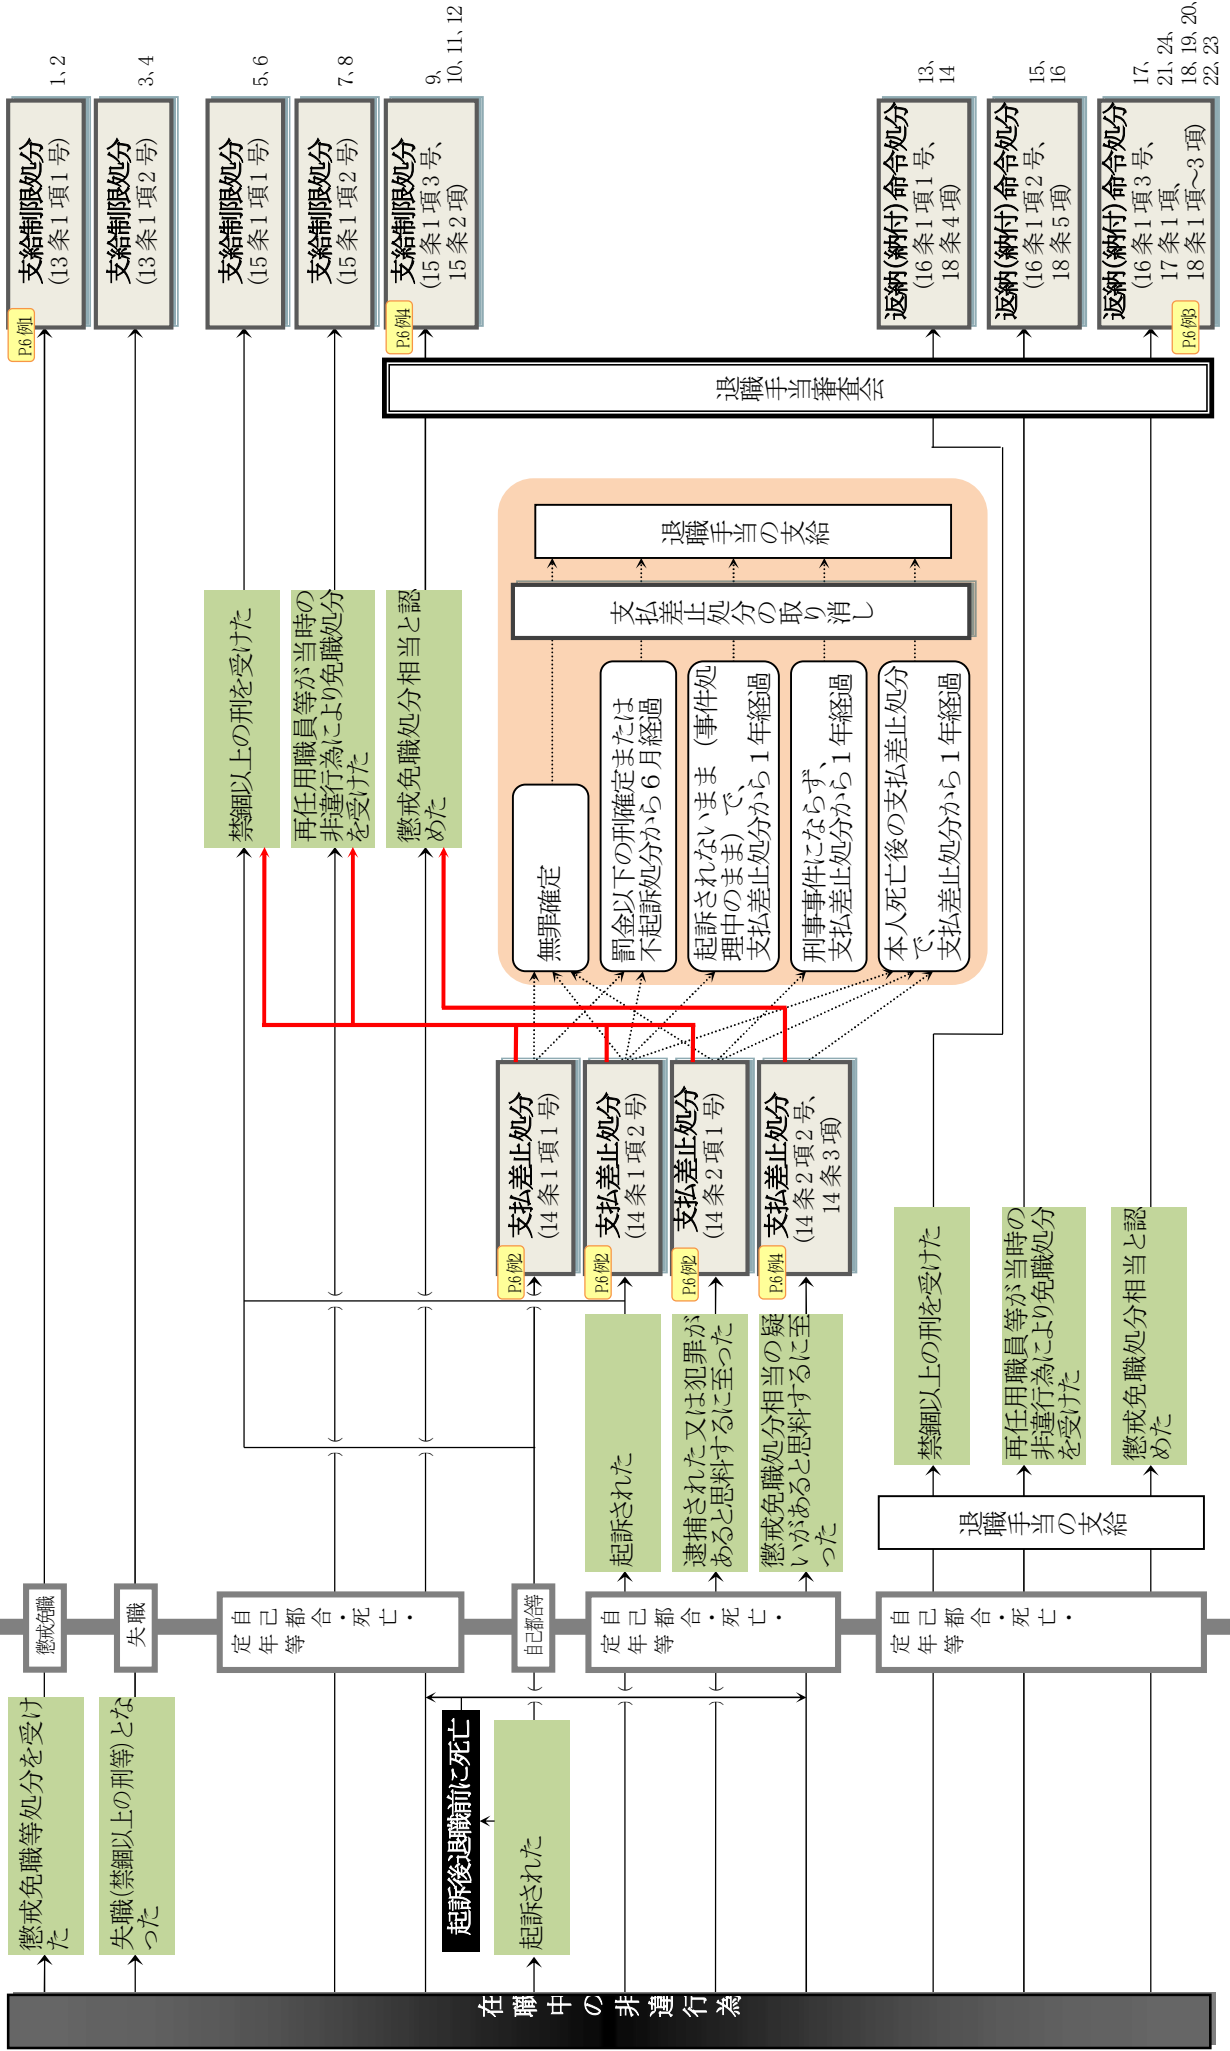 在職中の非違行為
懲戒免職等処分を受け
た
失職(禁錮以上の刑等)とな
った
起訴後退職前に死亡
起訴された
懲戒免職
失職
自己都合・死亡・
定年等
自己都合等
自己都合・死亡・
定年等
自己都合・死亡・
定年等
退職手当の支給
起訴された
逮捕された又は犯罪が
あると思料するに至った
懲戒免職処分相当の疑
いがあると思料するに至
った
禁錮以上の刑を受けた
再任用職員等が当時の
非違行為により免職処分
を受けた
懲戒免職処分相当と認
めた
P.6例2
支払差止処分
(14条1項1号)
P.6例2
支払差止処分
(14条1項2号)
P.6例2
支払差止処分
(14条2項1号)
P.6例4
支払差止処分
(14条2項2号、
14条3項)
禁錮以上の刑を受けた
再任用職員等が当時の
非違行為により免職処分
を受けた
懲戒免職処分相当と認
めた
無罪確定
罰金以下の刑確定または
不起訴処分から6月経過
起訴されないまま(事件処
理中のまま)で、
支払差止処分から1年経過
刑事事件にならず、
支払差止処分から1年経過
本人死亡後の支払差止処分
で、
支払差止処分から1年経過
支払差止処分の取り消し
退職手当の支給
退職手当審査会
P.6例1
支給制限処分
(13条1項1号)
1、2
支給制限処分
(13条1項2号)
3、4
支給制限処分
(15条1項1号)
5、6
支給制限処分
(15条1項2号)
7、8
P.6例4
支給制限処分
(15条1項3号、
15条2項)
9、
10、11、12
返納(納付)命令処分
(16条1項1号、
18条4項)
13、
14
返納(納付)命令処分
(16条1項2号、
18条5項)
15、
16
返納(納付)命令処分
(16条1項3号、
17条1項、
18条1項～3項)
P.6例3
17、
21、24、
18、19、20、
22、23